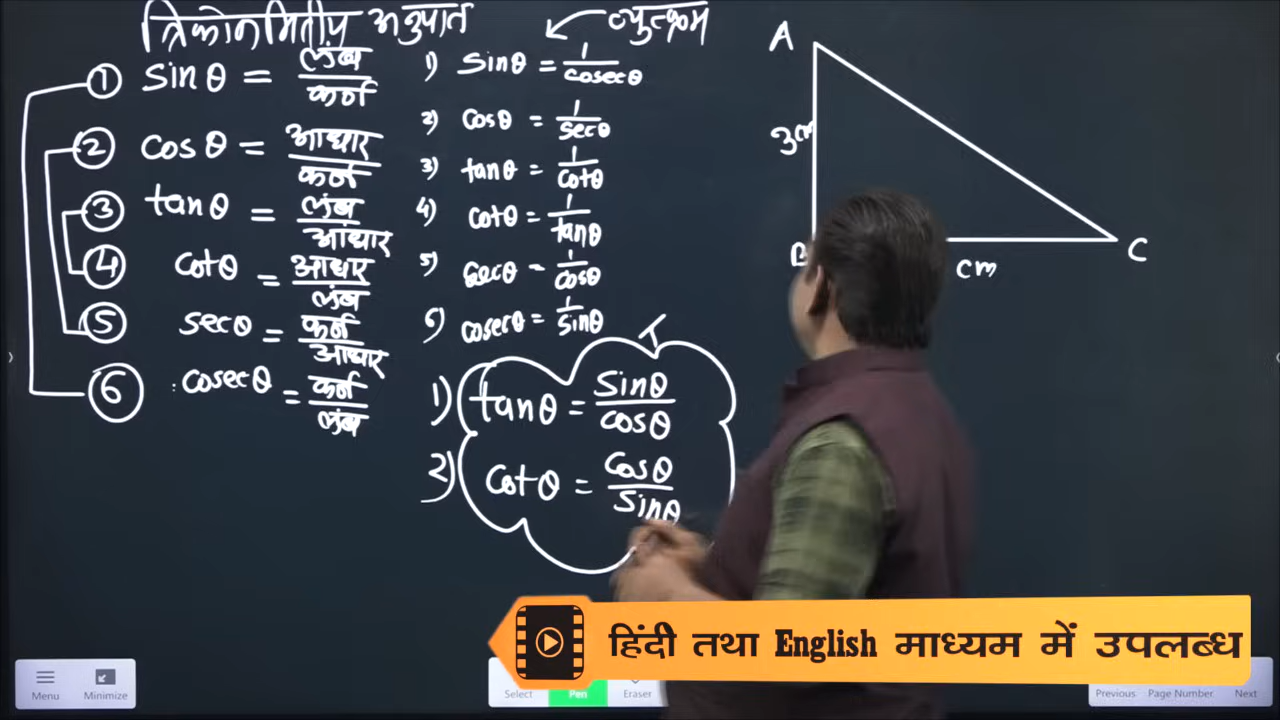 त्रिकोनमितीय अनुपात
① sinθ = लंब/कर्न
② cosθ = आधार/कर्न
③ tanθ = लंब/आधार
④ cotθ = आधार/लंब
⑤ secθ = कर्न/आधार
⑥ cosecθ = कर्न/लंब
व्युत्क्रम
1) sinθ = 1/cosecθ
2) cosθ = 1/secθ
3) tanθ = 1/cotθ
4) cotθ = 1/tanθ
5) secθ = 1/cosθ
6) cosecθ = 1/sinθ
1) tanθ = sinθ/cosθ
2) cotθ = cosθ/sinθ
A
3cm
B
C
cm
हिंदी तथा English माध्यम में उपलब्ध
Menu
Minimize
Select
Pen
Eraser
Previous
Page Number
Next